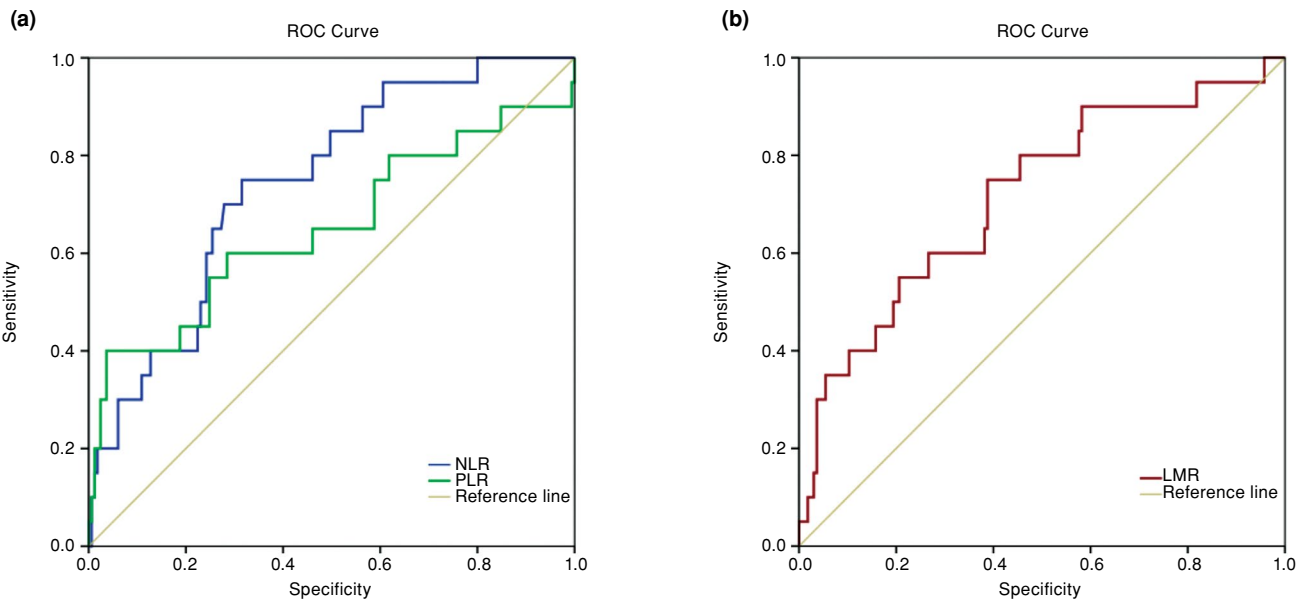 (a)
ROC Curve
1.0
0.8
0.6
0.4
0.2
0.0
Sensitivity
NLR
PLR
Reference line
0.0 0.2 0.4 0.6 0.8 1.0
Specificity
(b)
ROC Curve
1.0
0.8
0.6
0.4
0.2
0.0
Sensitivity
LMR
Reference line
0.0 0.2 0.4 0.6 0.8 1.0
Specificity